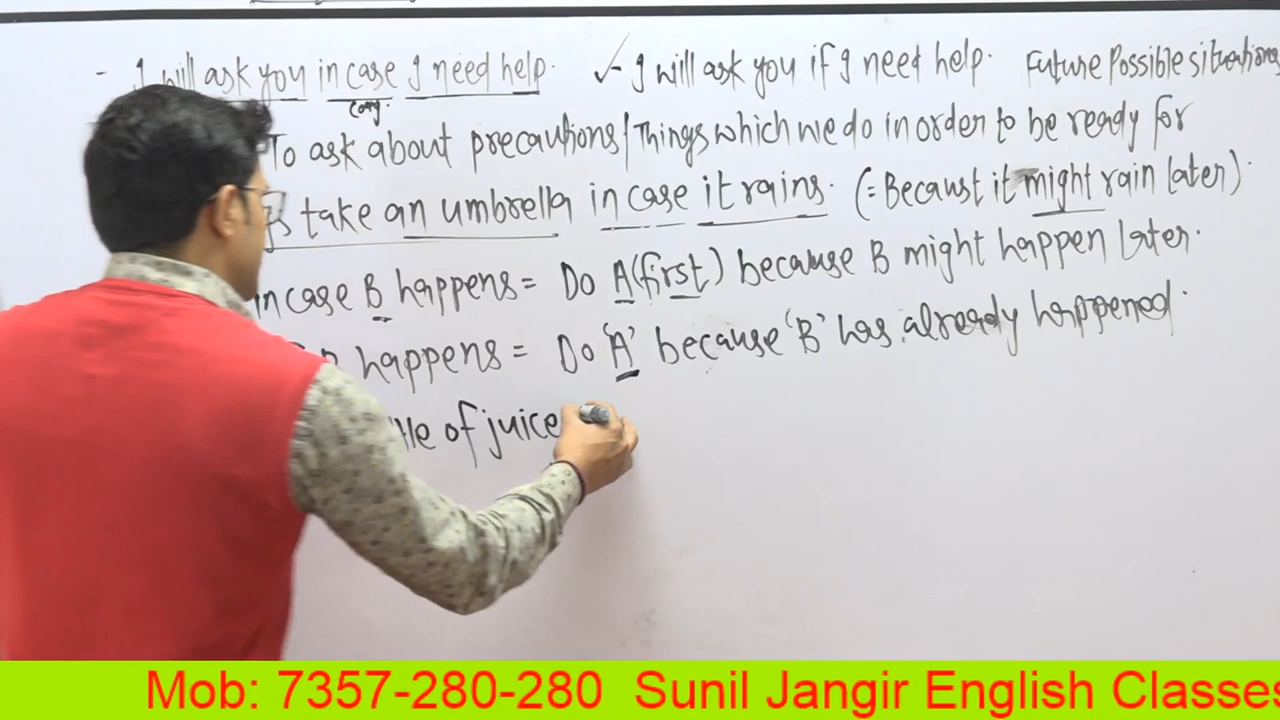 - I will ask you in case I need help. ✓- I will ask you if I need help. Future Possible situations
Conj.
To ask about precautions/Things which we do in order to be ready for
take an umbrella in case it rains. (= Because it might rain later).
in case B happens = Do A (first) because B might happen later.
happens = Do 'A' because 'B' has already happened.
of juice
Mob: 7357-280-280 Sunil Jangir English Classes